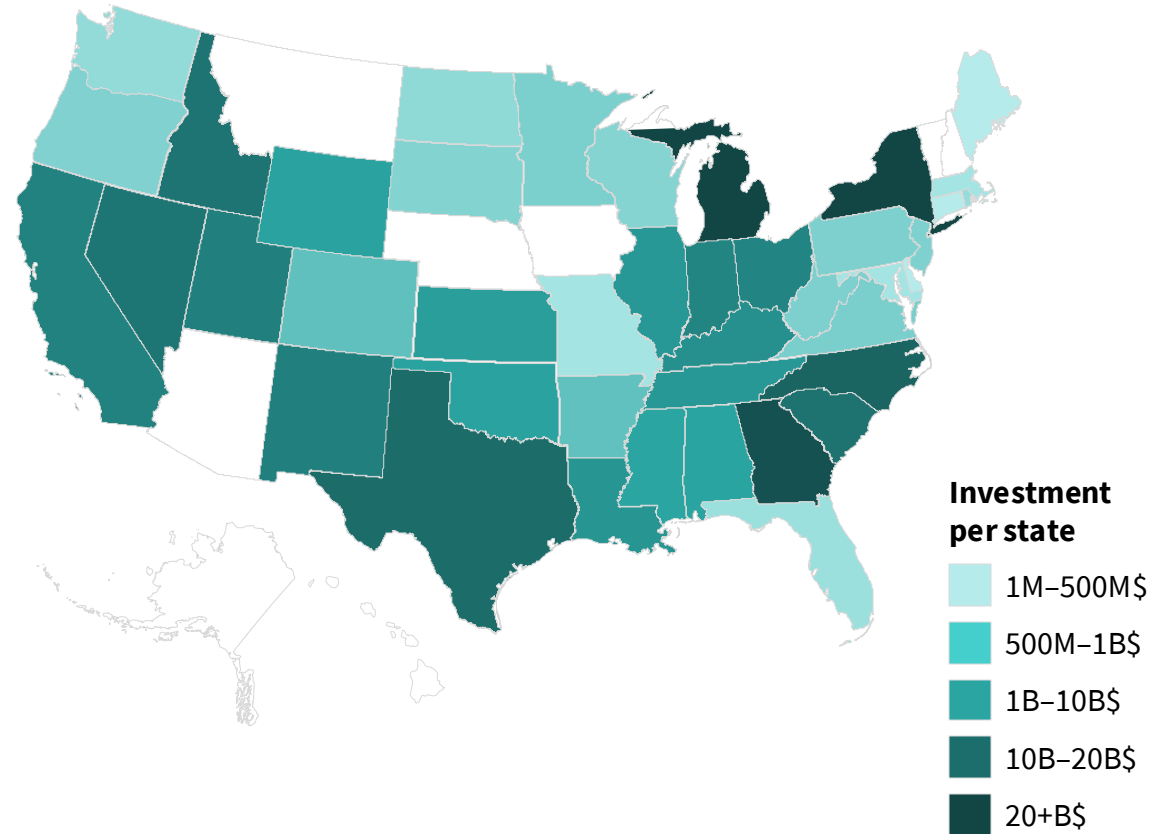 Investment
per state
1M–500M$
500M–1B$
1B–10B$
10B–20B$
20+B$